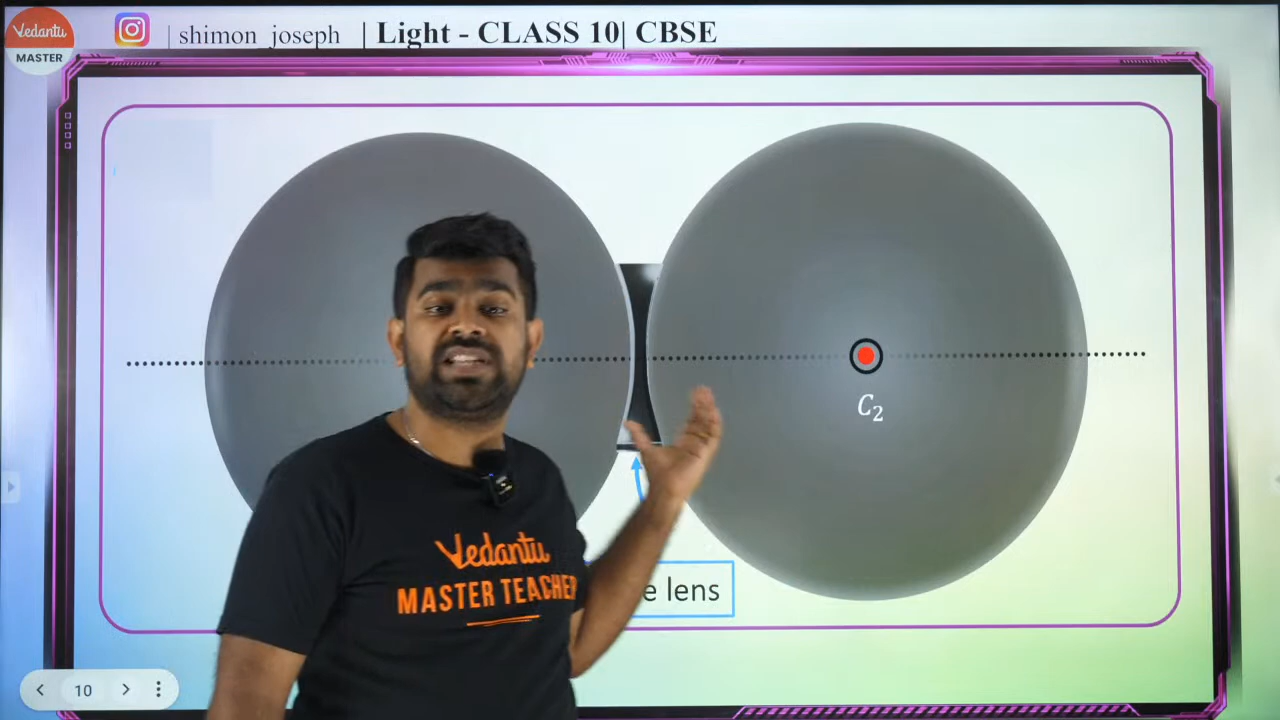 Vedantu
MASTER
| shimon_joseph | Light - CLASS 10| CBSE
C₂
e lens
Vedantu
MASTER TEACHER
10